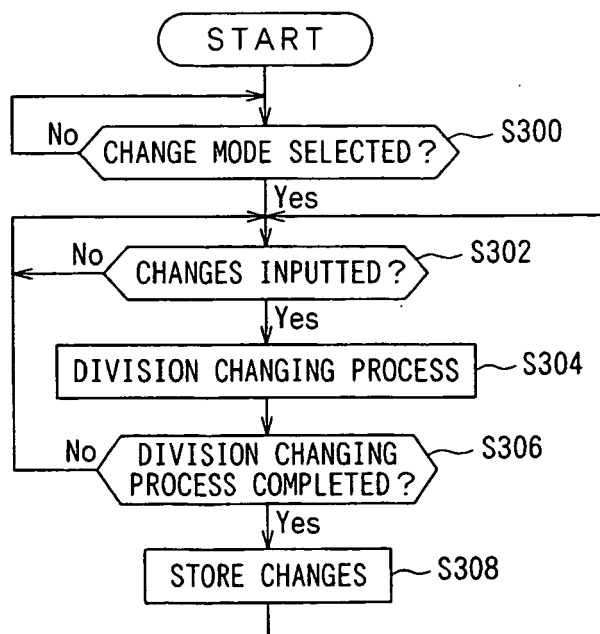 START
No
CHANGE MODE SELECTED?
S300
Yes
No
CHANGES INPUTTED?
S302
Yes
DIVISION CHANGING PROCESS
S304
No
DIVISION CHANGING
PROCESS COMPLETED?
S306
Yes
STORE CHANGES
S308